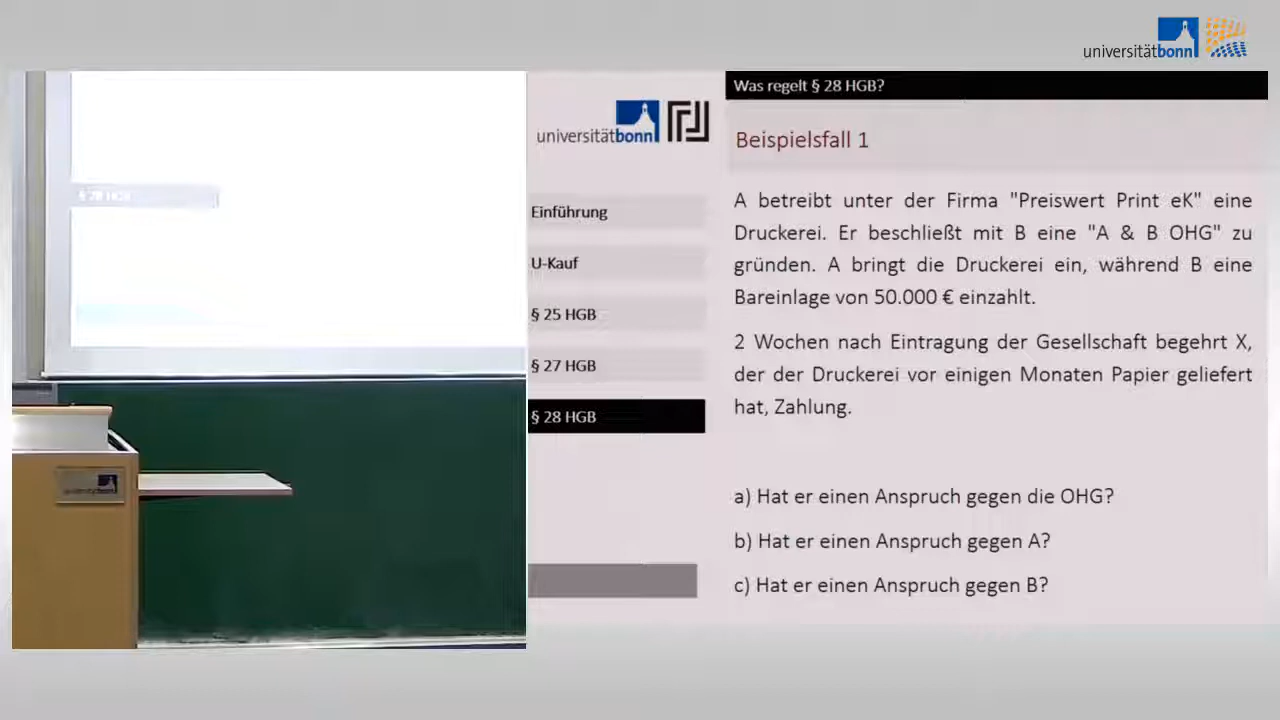 universitätbonn
Was regelt § 28 HGB?
universitätbonn
Beispielsfall 1
A betreibt unter der Firma "Preiswert Print eK" eine
Druckerei. Er beschließt mit B eine "A & B OHG" zu
gründen. A bringt die Druckerei ein, während B eine
Bareinlage von 50.000 € einzahlt.
2 Wochen nach Eintragung der Gesellschaft begehrt X,
der der Druckerei vor einigen Monaten Papier geliefert
hat, Zahlung.
a) Hat er einen Anspruch gegen die OHG?
b) Hat er einen Anspruch gegen A?
c) Hat er einen Anspruch gegen B?
Einführung
U-Kauf
§ 25 HGB
§ 27 HGB
§ 28 HGB
§ 28 HGB